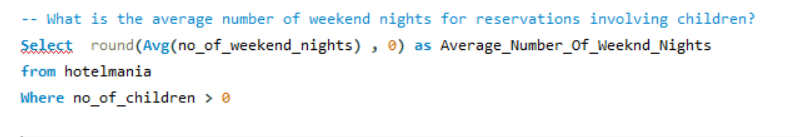 -- What is the average number of weekend nights for reservations involving children?
Select  round(Avg(no_of_weekend_nights) , 0) as Average_Number_Of_Weeknd_Nights
from hotelmania
Where no_of_children > 0